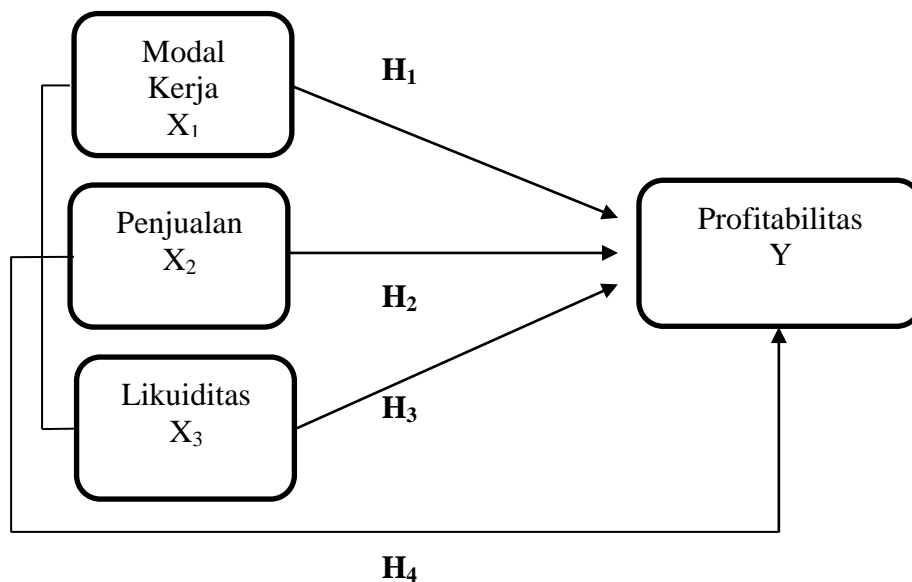 Modal
Kerja
X₁
H₁
Penjualan
X₂
H₂
Likuiditas
X₃
H₃
Profitabilitas
Y
H₄